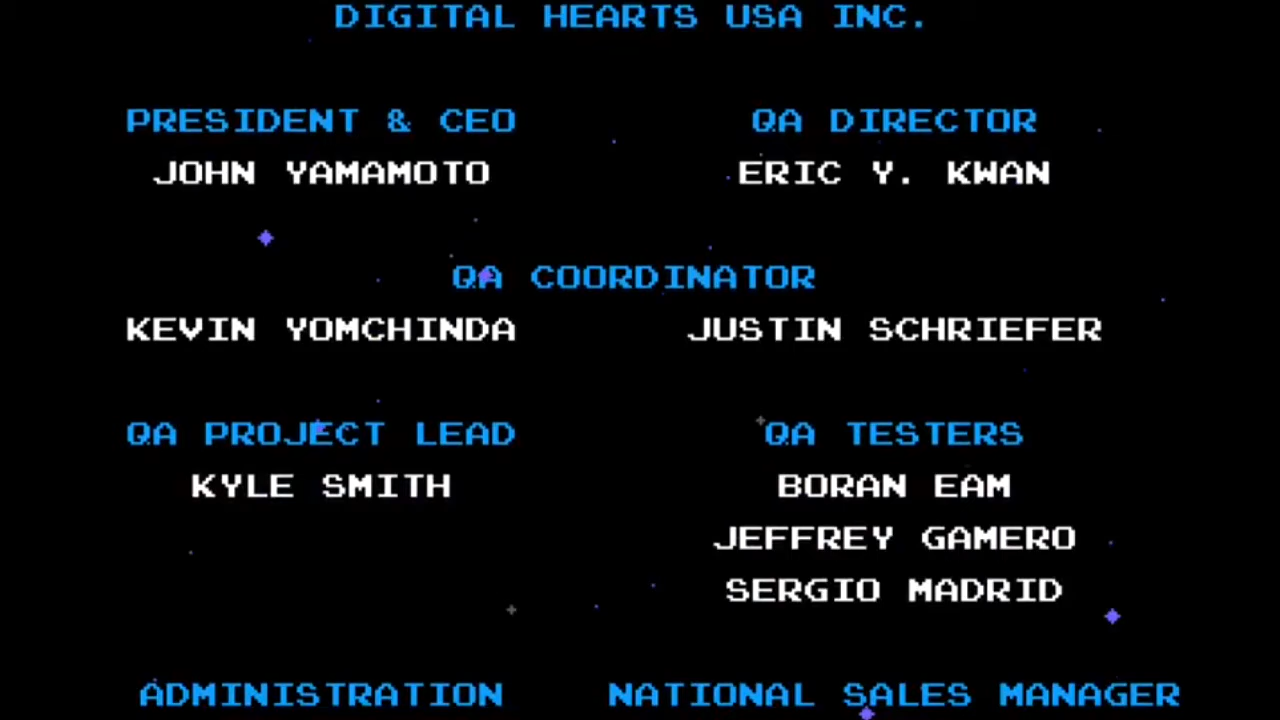 DIGITAL HEARTS USA INC.
PRESIDENT & CEO
JOHN YAMAMOTO
QA DIRECTOR
ERIC Y. KWAN
QA COORDINATOR
KEVIN YOMCHINDA
JUSTIN SCHRIEFER
QA PROJECT LEAD
KYLE SMITH
QA TESTERS
BORAN EAM
JEFFREY GAMERO
SERGIO MADRID
ADMINISTRATION
NATIONAL SALES MANAGER